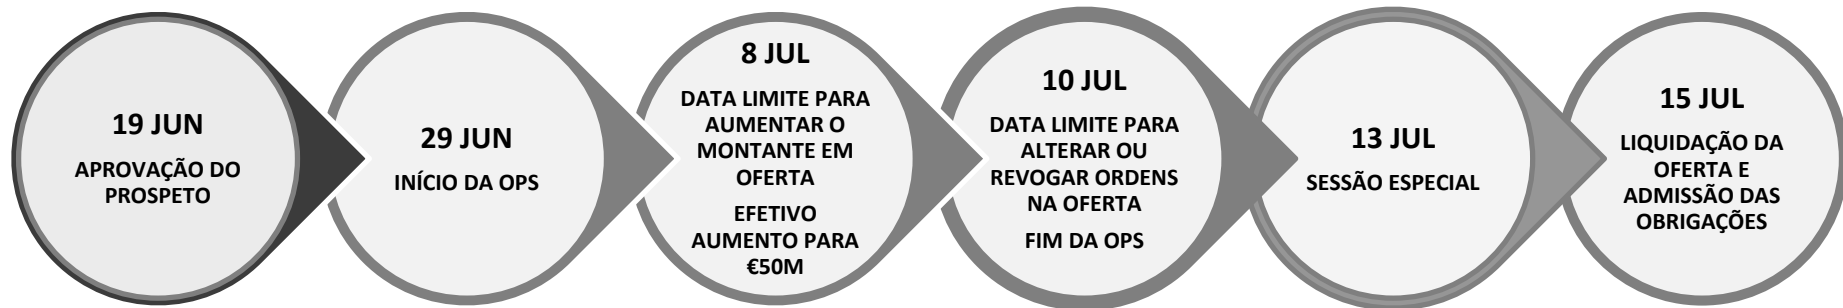 19 JUN
APROVAÇÃO DO
PROSPETO
29 JUN
INÍCIO DA OPS
8 JUL
DATA LIMITE PARA
AUMENTAR O
MONTANTE EM
OFERTA
EFETIVO
AUMENTO PARA
€50M
10 JUL
DATA LIMITE PARA
ALTERAR OU
REVOGAR ORDENS
NA OFERTA
FIM DA OPS
13 JUL
SESSÃO ESPECIAL
15 JUL
LIQUIDAÇÃO DA
OFERTA E
ADMISSÃO DAS
OBRIGAÇÕES